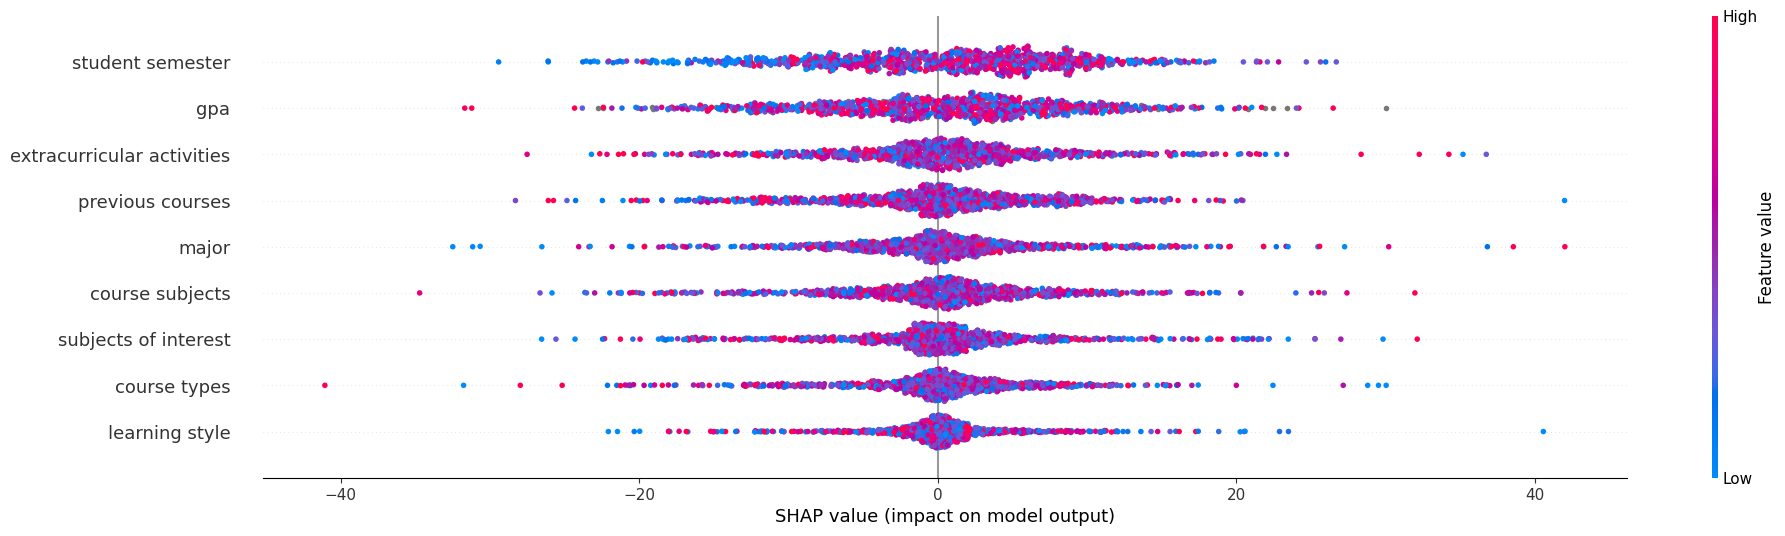 High
student semester
gpa
extracurricular activities
previous courses
major
course subjects
subjects of interest
course types
learning style
Feature value
Low
−40 −20 0 20 40
SHAP value (impact on model output)